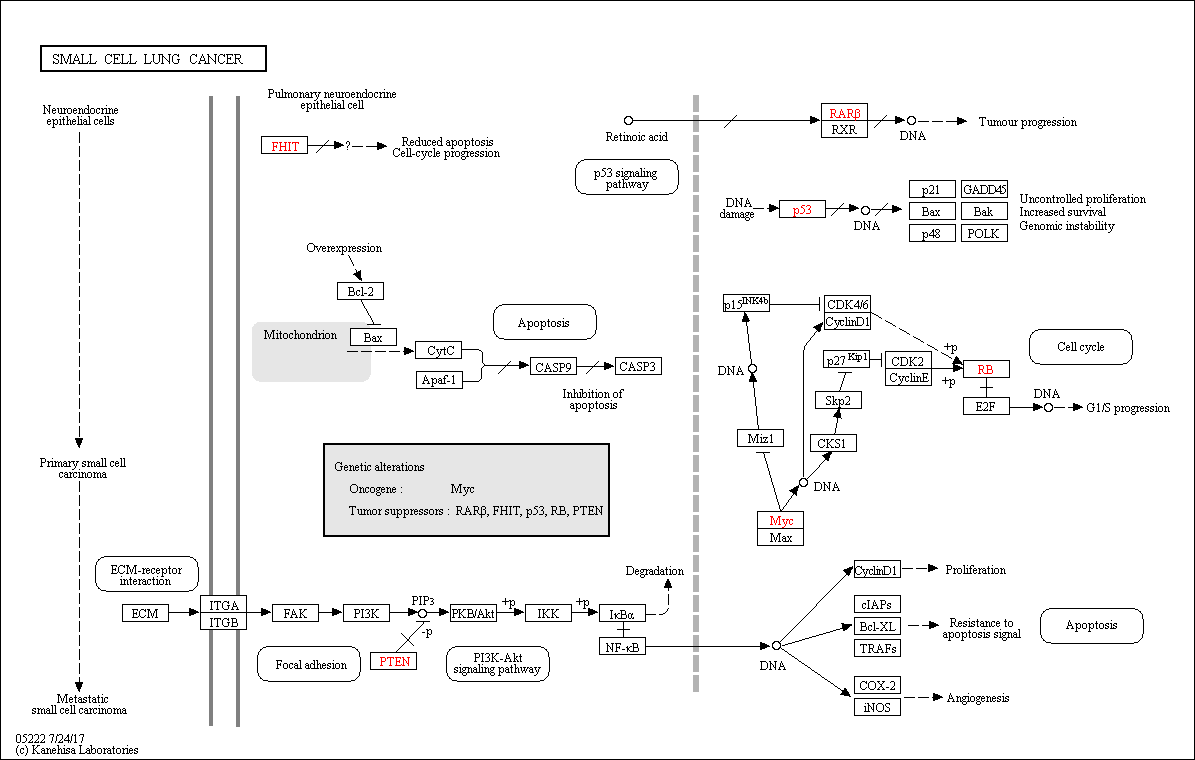 SMALL CELL LUNG CANCER
Neuroendocrine
epithelial cells
Pulmonary neuroendocrine
epithelial cell
FHIT
?
Reduced apoptosis
Cell-cycle progression
Retinoic acid
RARβ
RXR
DNA
Tumour progression
p53 signaling
pathway
DNA
damage
p53
DNA
p21
GADD45
Bax
Bak
p48
POLK
Uncontrolled proliferation
Increased survival
Genomic instability
Overexpression
Bcl-2
Mitochondrion
Bax
CytC
Apaf-1
CASP9
CASP3
Apoptosis
Inhibition of
apoptosis
p15INK4b
CDK4/6
CyclinD1
+p
Cell cycle
DNA
p27Kip1
CDK2
CyclinE
+p
RB
Skp2
E2F
DNA
G1/S progression
Miz1
CKS1
DNA
Myc
Max
Primary small cell
carcinoma
Genetic alterations
Oncogene : Myc
Tumor suppressors : RARβ, FHIT, p53, RB, PTEN
ECM-receptor
interaction
ECM
ITGA
ITGB
FAK
PI3K
PIP3
-p
PTEN
PKB/Akt
+p
IKK
+p
IκBα
NF-κB
Degradation
Focal adhesion
PI3K-Akt
signaling pathway
DNA
CyclinD1
Proliferation
cIAPs
Bcl-XL
TRAFs
Resistance to
apoptosis signal
Apoptosis
COX-2
iNOS
Angiogenesis
Metastatic
small cell carcinoma
05222 7/24/17
(c) Kanehisa Laboratories